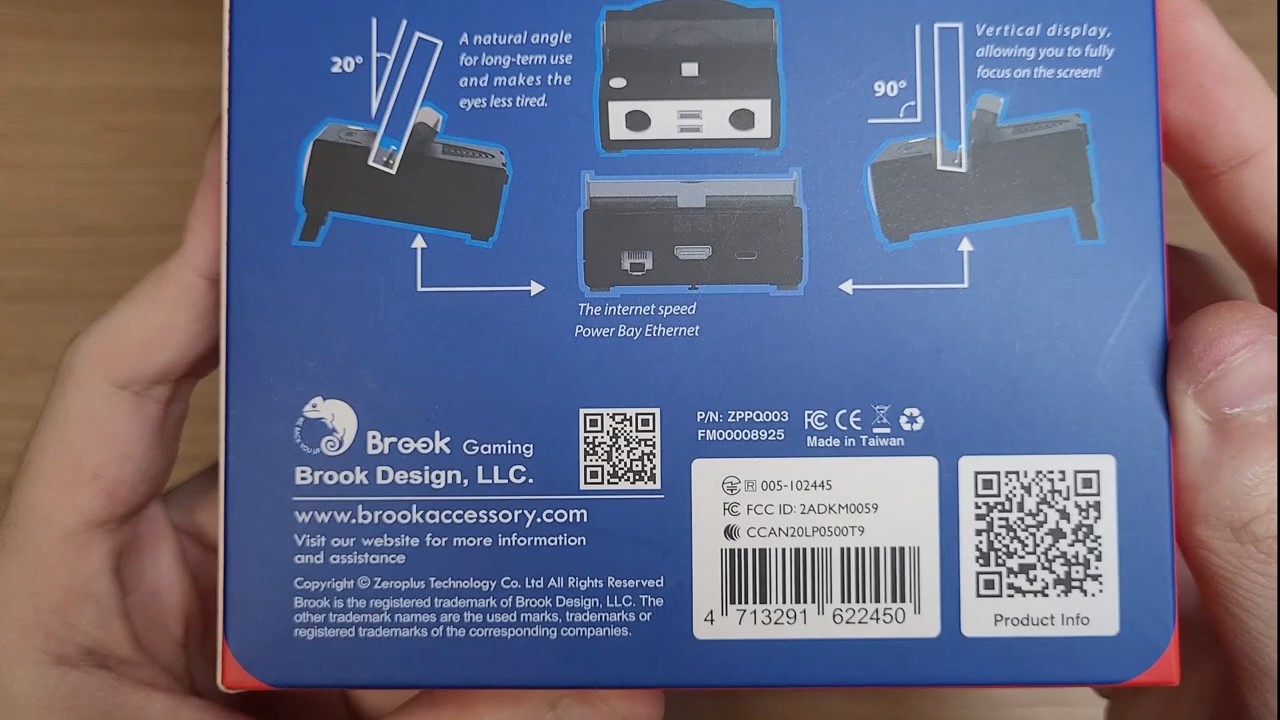 20°
A natural angle
for long-term use
and makes the
eyes less tired.
90°
Vertical display,
allowing you to fully
focus on the screen!
The internet speed
Power Bay Ethernet
Brook Gaming
Brook Design, LLC.
www.brookaccessory.com
Visit our website for more information
and assistance
Copyright © Zeroplus Technology Co. Ltd All Rights Reserved
Brook is the registered trademark of Brook Design, LLC. The
other trademark names are the used marks, trademarks or
registered trademarks of the corresponding companies.
P/N: ZPPQ003
FM00008925
FC CE
Made in Taiwan
R 005-102445
FC FCC ID: 2ADKM0059
CCAN20LP0500T9
4 713291 622450
Product Info